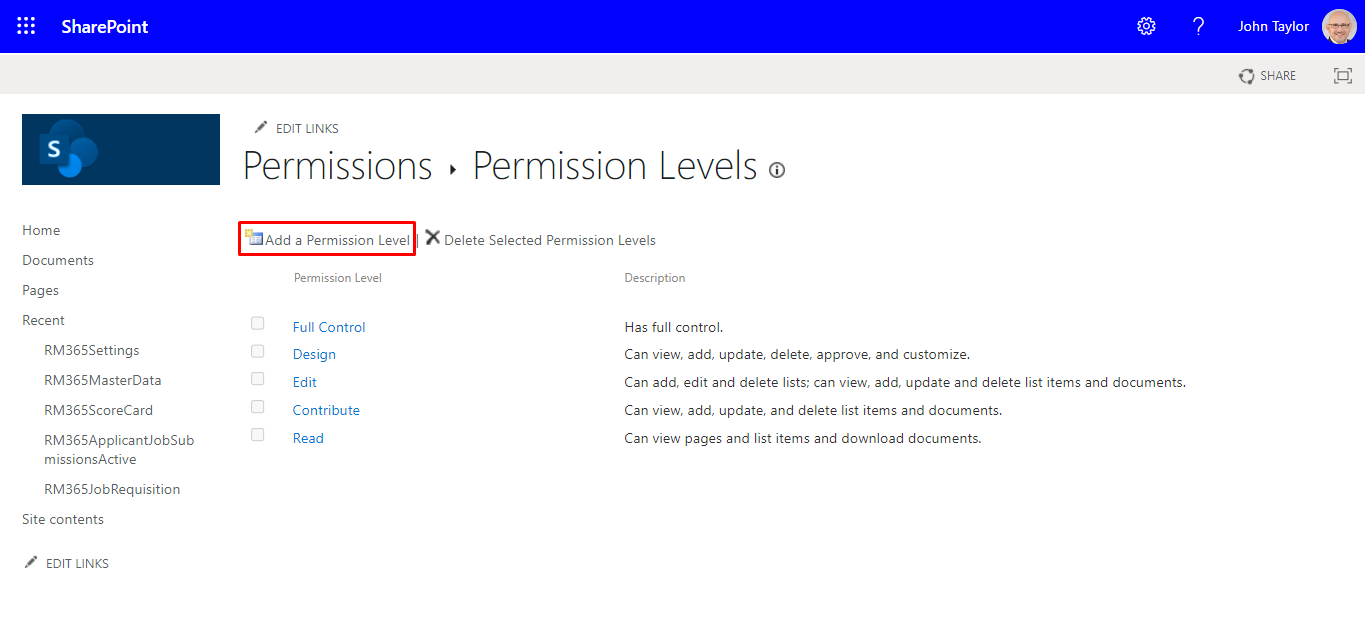 SharePoint
John Taylor
SHARE
S
EDIT LINKS
Permissions ▸ Permission Levels
Add a Permission Level | Delete Selected Permission Levels
Permission Level Description
Full Control Has full control.
Design Can view, add, update, delete, approve, and customize.
Edit Can add, edit and delete lists; can view, add, update and delete list items and documents.
Contribute Can view, add, update, and delete list items and documents.
Read Can view pages and list items and download documents.
Home
Documents
Pages
Recent
RM365Settings
RM365MasterData
RM365ScoreCard
RM365ApplicantJobSub
missionsActive
RM365JobRequisition
Site contents
EDIT LINKS